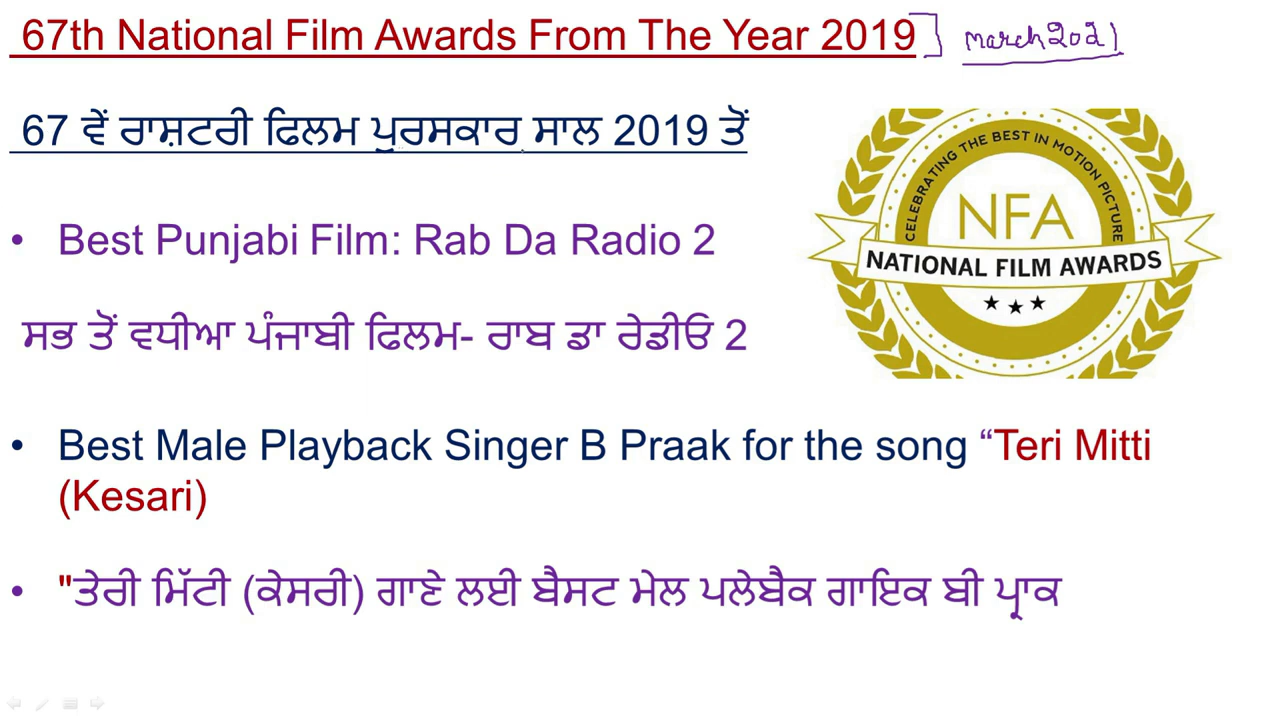 67th National Film Awards From The Year 2019 ] march 2021
67 ਵੇਂ ਰਾਸ਼ਟਰੀ ਫਿਲਮ ਪੁਰਸਕਾਰ ਸਾਲ 2019 ਤੋਂ
CELEBRATING THE BEST IN MOTION PICTURE
NFA
NATIONAL FILM AWARDS
• Best Punjabi Film: Rab Da Radio 2
ਸਭ ਤੋਂ ਵਧੀਆ ਪੰਜਾਬੀ ਫਿਲਮ- ਰਾਬ ਡਾ ਰੇਡੀਓ 2
• Best Male Playback Singer B Praak for the song “Teri Mitti
(Kesari)
• "ਤੇਰੀ ਮਿੱਟੀ (ਕੇਸਰੀ) ਗਾਣੇ ਲਈ ਬੈਸਟ ਮੇਲ ਪਲੇਬੈਕ ਗਾਇਕ ਬੀ ਪ੍ਰਾਕ